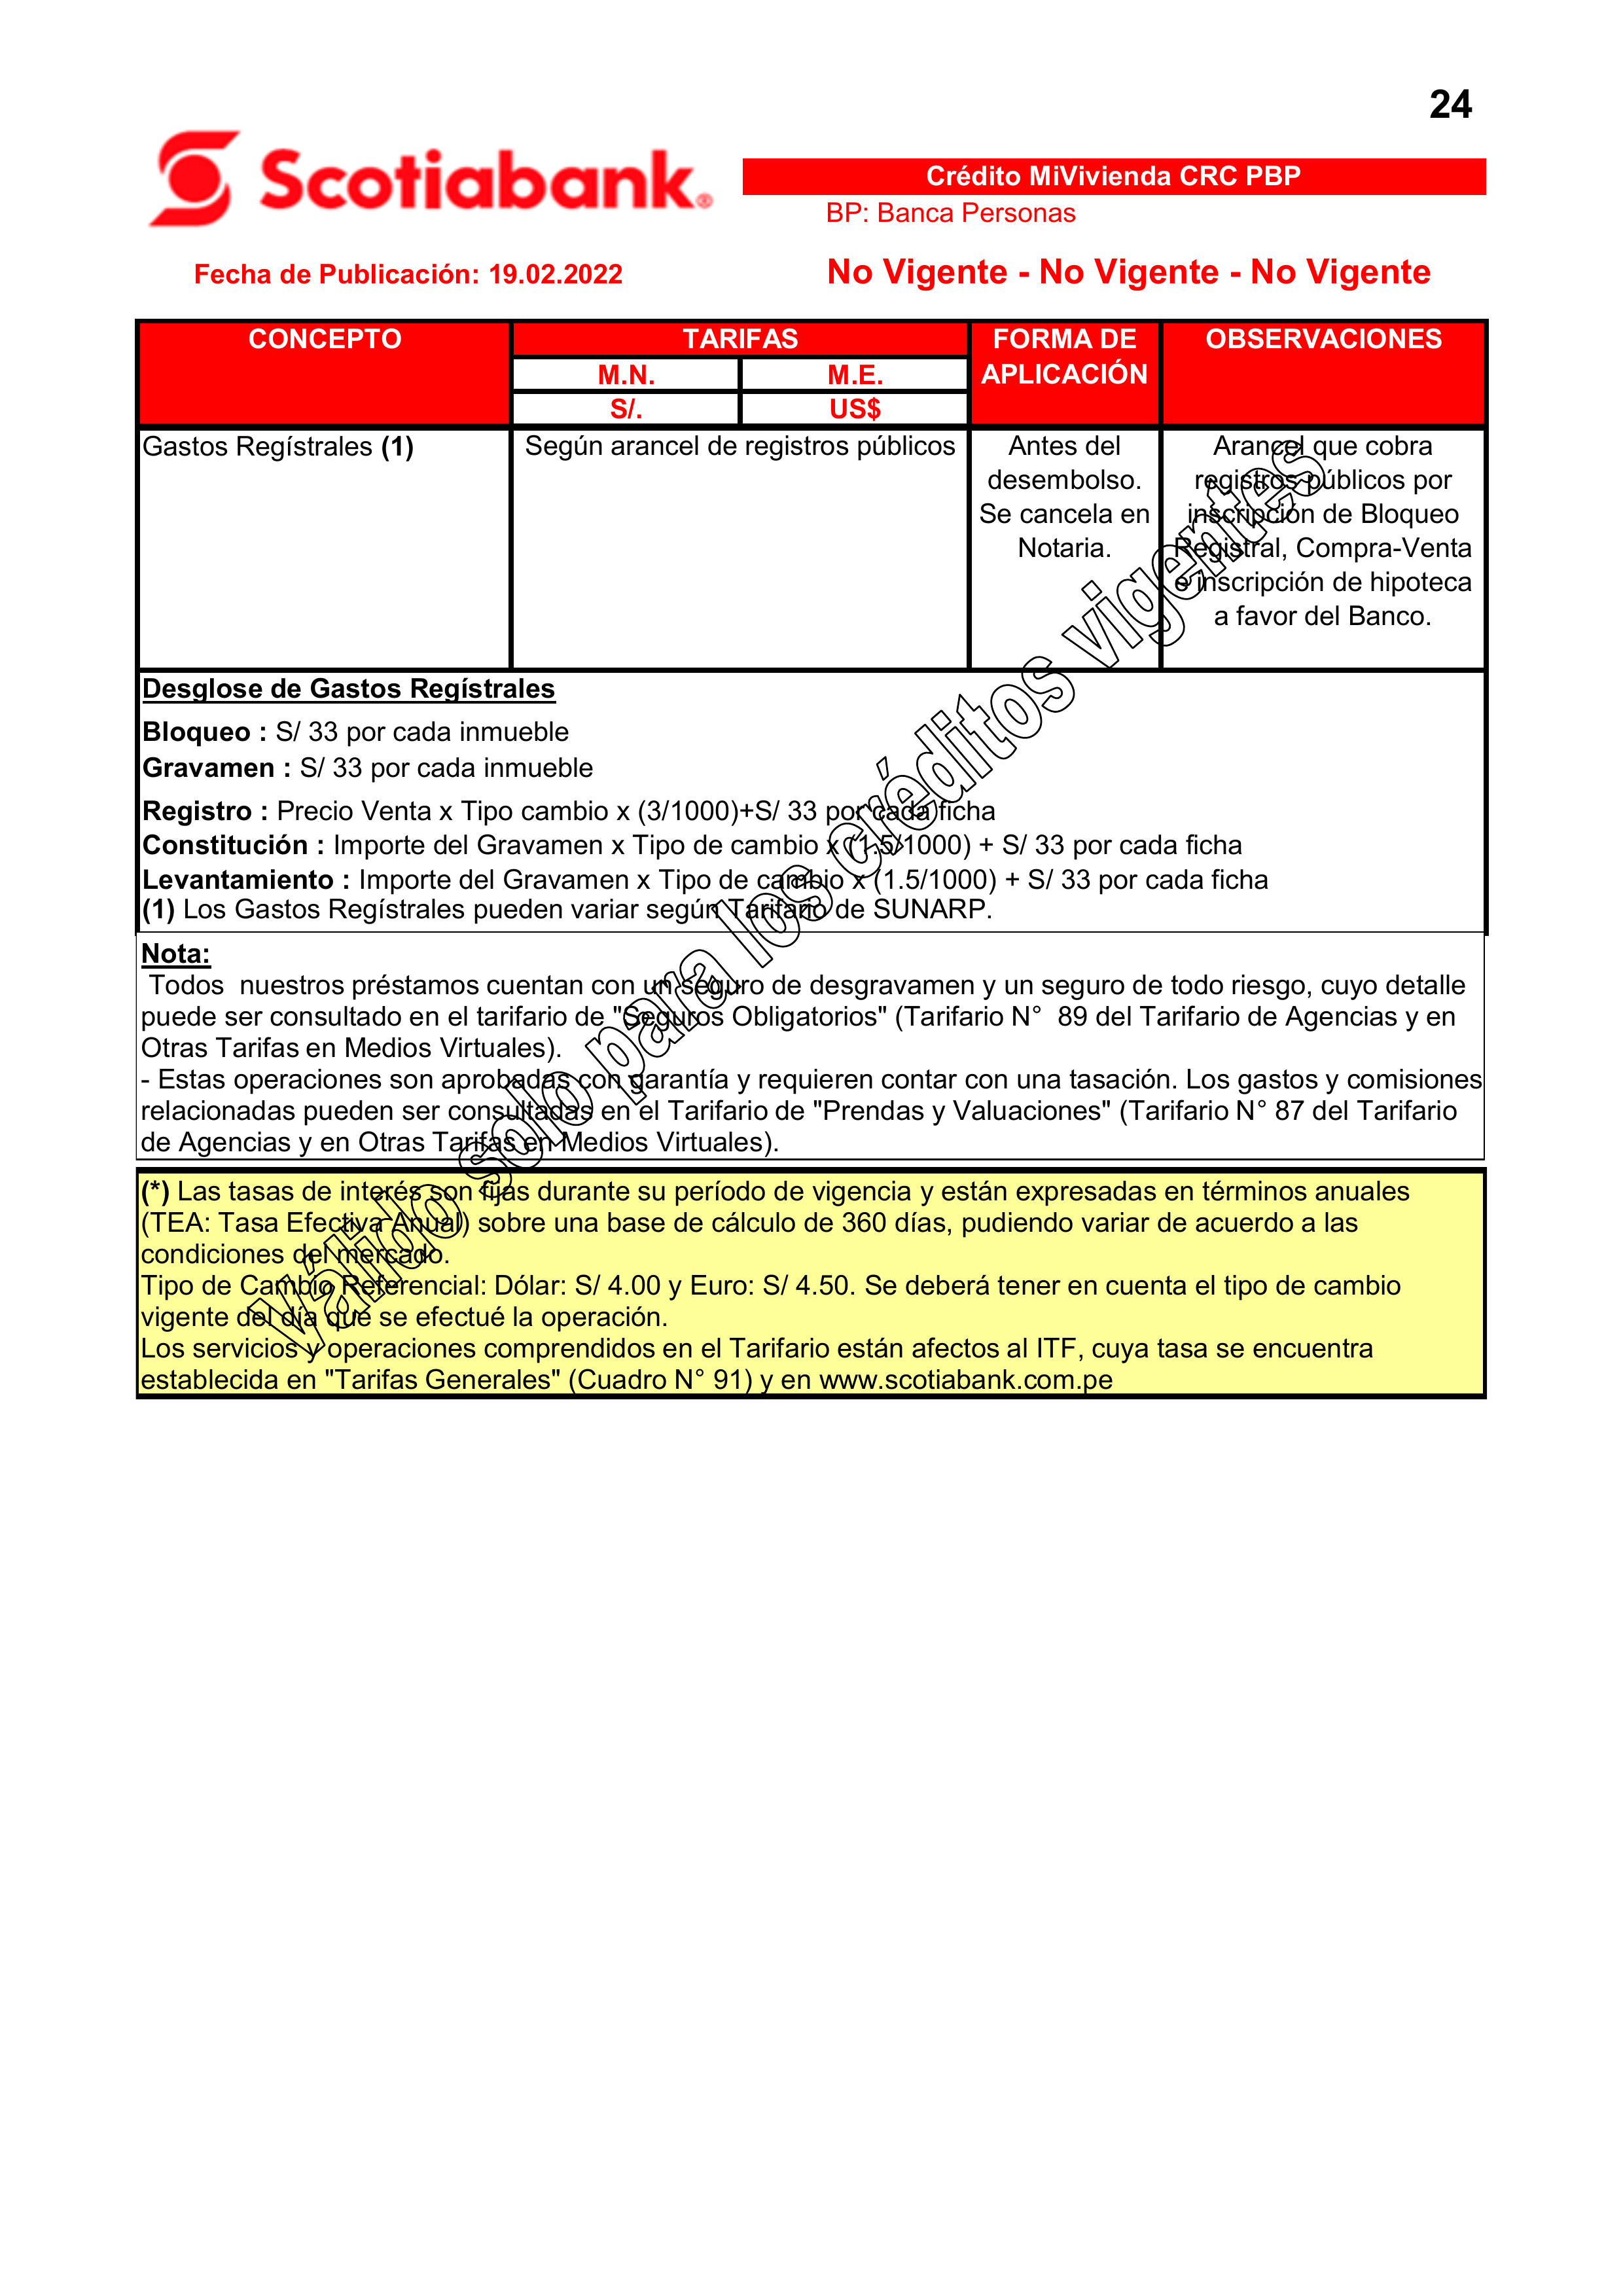 24
Scotiabank®
Crédito MiVivienda CRC PBP
BP: Banca Personas
Fecha de Publicación: 19.02.2022
No Vigente - No Vigente - No Vigente
CONCEPTO
TARIFAS
FORMA DE
APLICACIÓN
OBSERVACIONES
M.N.
M.E.
S/.
US$
Gastos Regístrales (1)
Según arancel de registros públicos
Antes del
desembolso.
Se cancela en
Notaria.
Arancel que cobra
registros públicos por
inscripción de Bloqueo
Registral, Compra-Venta
e inscripción de hipoteca
a favor del Banco.
Desglose de Gastos Regístrales
Bloqueo : S/ 33 por cada inmueble
Gravamen : S/ 33 por cada inmueble
Registro : Precio Venta x Tipo cambio x (3/1000)+S/ 33 por cada ficha
Constitución : Importe del Gravamen x Tipo de cambio x (1.5/1000) + S/ 33 por cada ficha
Levantamiento : Importe del Gravamen x Tipo de cambio x (1.5/1000) + S/ 33 por cada ficha
(1) Los Gastos Regístrales pueden variar según Tarifario de SUNARP.
Nota:
Todos  nuestros préstamos cuentan con un seguro de desgravamen y un seguro de todo riesgo, cuyo detalle
puede ser consultado en el tarifario de "Seguros Obligatorios" (Tarifario N°  89 del Tarifario de Agencias y en
Otras Tarifas en Medios Virtuales).
- Estas operaciones son aprobadas con garantía y requieren contar con una tasación. Los gastos y comisiones
relacionadas pueden ser consultadas en el Tarifario de "Prendas y Valuaciones" (Tarifario N° 87 del Tarifario
de Agencias y en Otras Tarifas en Medios Virtuales).
(*) Las tasas de interés son fijas durante su período de vigencia y están expresadas en términos anuales
(TEA: Tasa Efectiva Anual) sobre una base de cálculo de 360 días, pudiendo variar de acuerdo a las
condiciones del mercado.
Tipo de Cambio Referencial: Dólar: S/ 4.00 y Euro: S/ 4.50. Se deberá tener en cuenta el tipo de cambio
vigente del día que se efectué la operación.
Los servicios y operaciones comprendidos en el Tarifario están afectos al ITF, cuya tasa se encuentra
establecida en "Tarifas Generales" (Cuadro N° 91) y en www.scotiabank.com.pe
Válido solo para los créditos vigentes